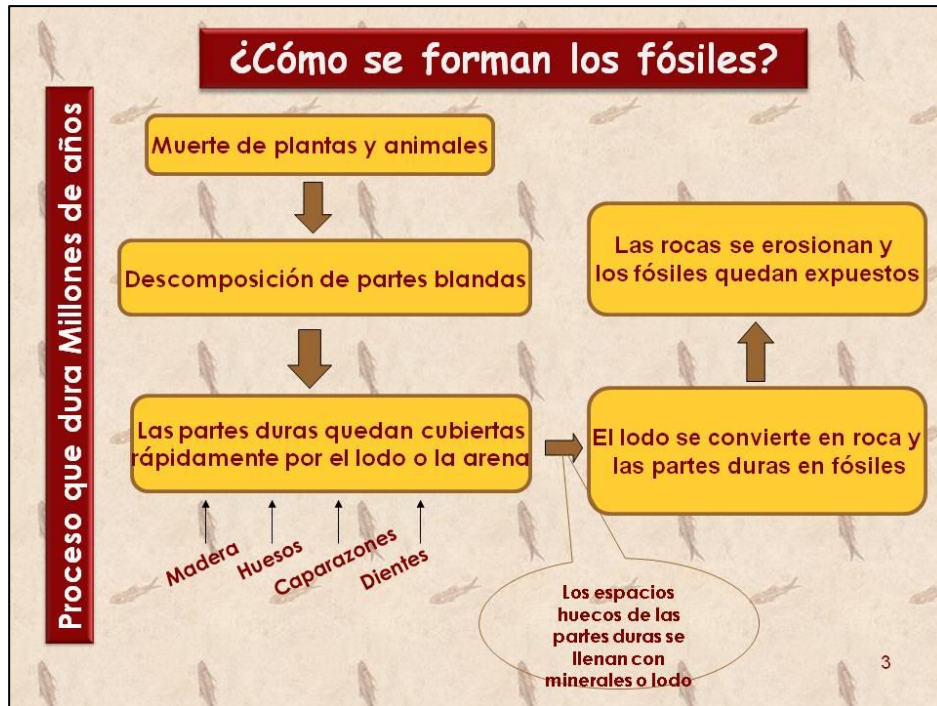 ¿Cómo se forman los fósiles?
Proceso que dura Millones de años
Muerte de plantas y animales
Descomposición de partes blandas
Las partes duras quedan cubiertas
rápidamente por el lodo o la arena
Madera
Huesos
Caparazones
Dientes
Los espacios
huecos de las
partes duras se
llenan con
minerales o lodo
El lodo se convierte en roca y
las partes duras en fósiles
Las rocas se erosionan y
los fósiles quedan expuestos
3